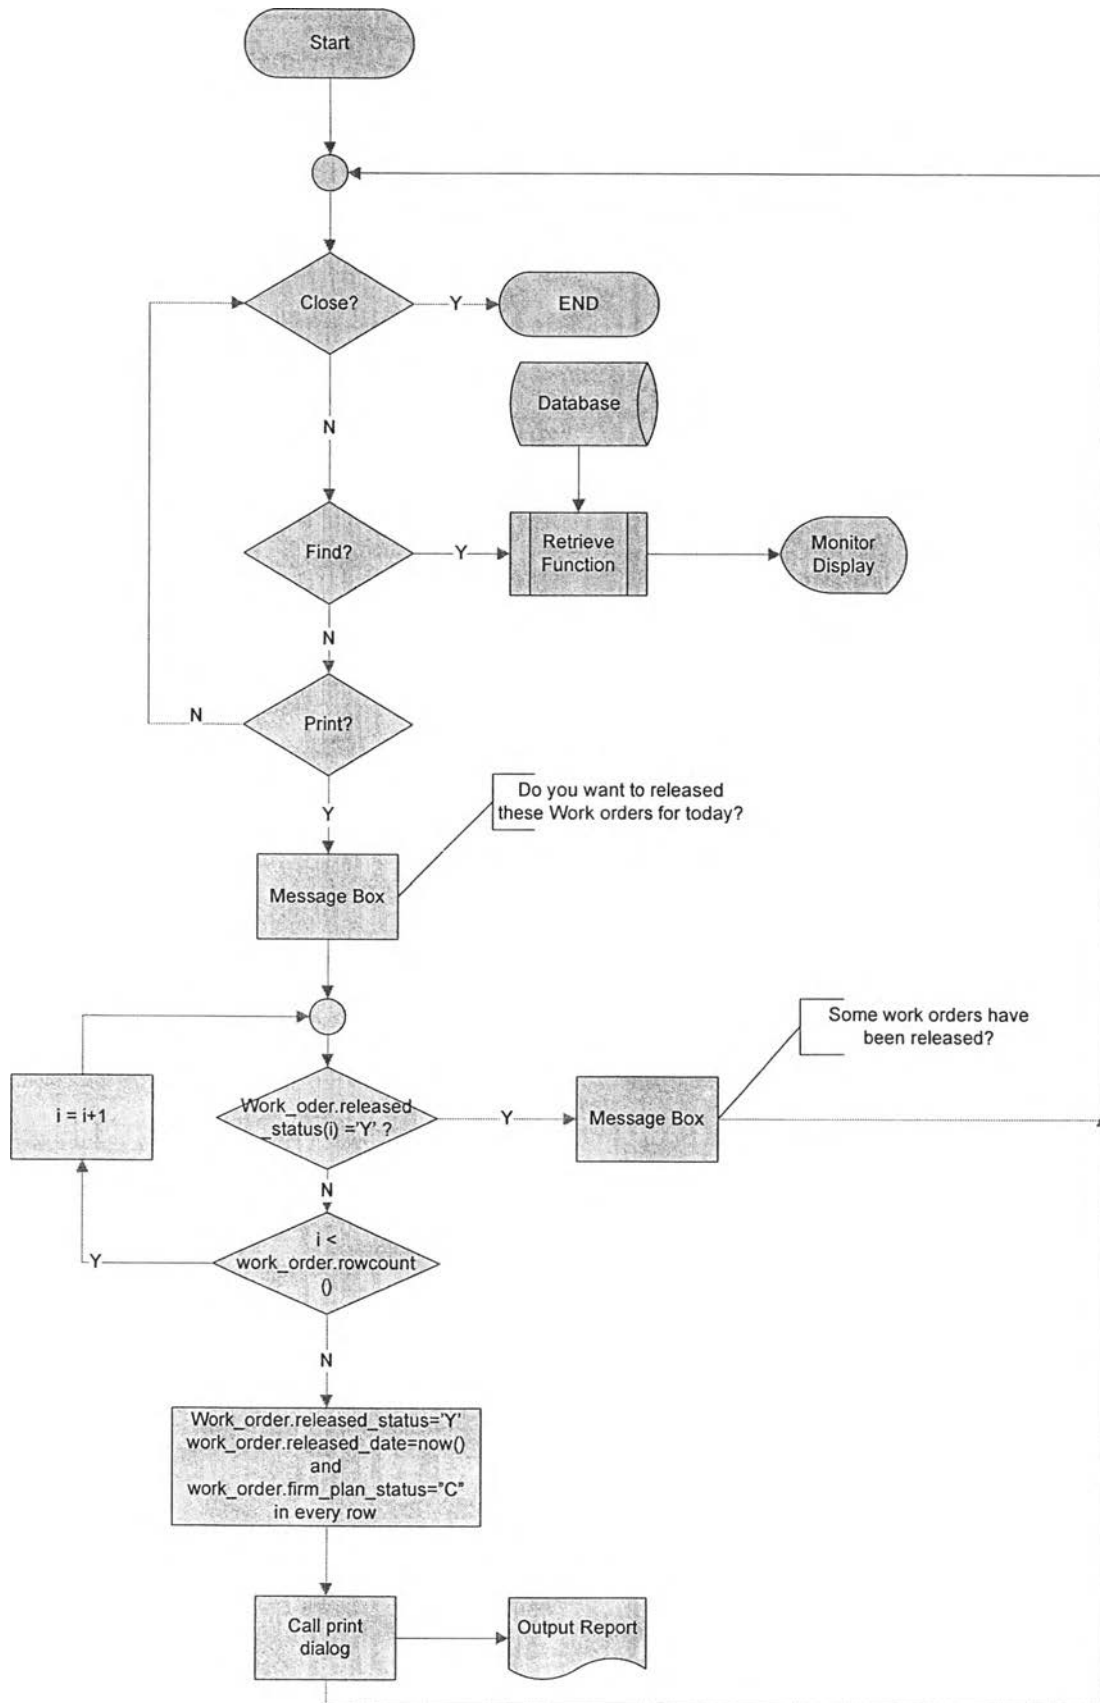 Start
Close?
Y
END
Database
N
Find?
Y
Retrieve
Function
Monitor
Display
N
Print?
N
Y
Do you want to released
these Work orders for today?
Message Box
Some work orders have
been released?
i = i+1
Work_oder.released
_status(i) ='Y' ?
Y
Message Box
N
i <
work_order.rowcount
()
Y
N
Work_order.released_status='Y'
work_order.released_date=now()
and
work_order.firm_plan_status="C"
in every row
Call print
dialog
Output Report